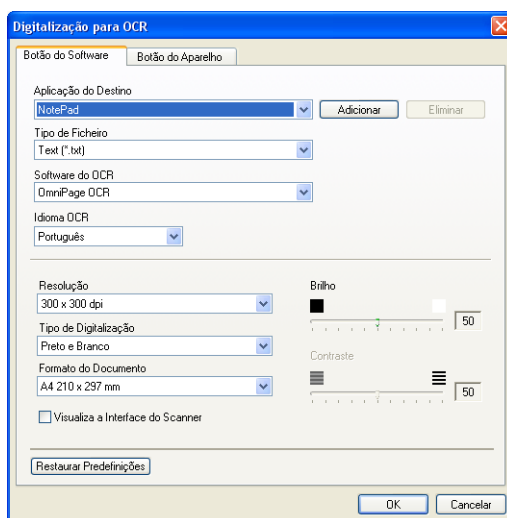 Digitalização para OCR
Botão do Software Botão do Aparelho
Aplicação do Destino
NotePad Adicionar Eliminar
Tipo de Ficheiro
Text (*.txt)
Software do OCR
OmniPage OCR
Idioma OCR
Português
Resolução Brilho
300 x 300 dpi
50
Tipo de Digitalização
Preto e Branco
Contraste
Formato do Documento
A4 210 x 297 mm
50
Visualiza a Interface do Scanner
Restaurar Predefinições
OK Cancelar